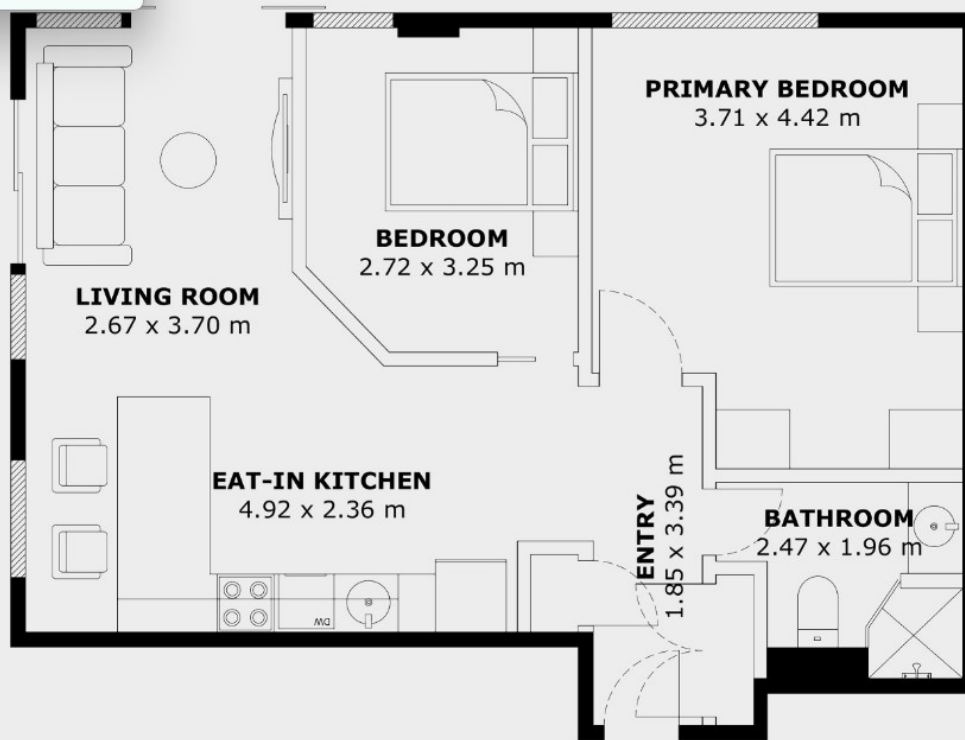 PRIMARY BEDROOM
3.71 x 4.42 m
BEDROOM
2.72 x 3.25 m
LIVING ROOM
2.67 x 3.70 m
EAT-IN KITCHEN
4.92 x 2.36 m
ENTRY
1.85 x 3.39 m
BATHROOM
2.47 x 1.96 m
DW